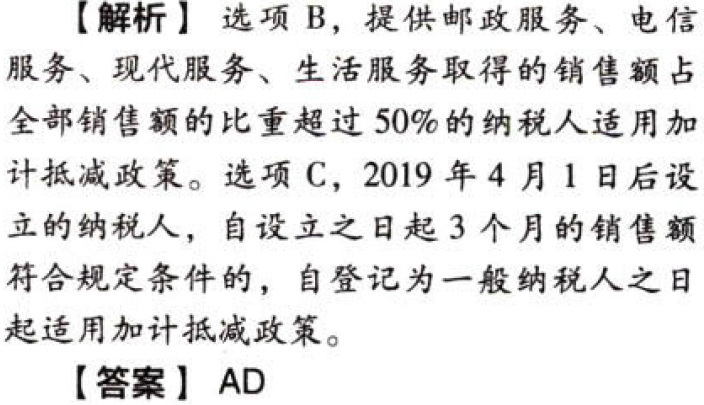 【解析】 选项 B，提供邮政服务、电信
服务、现代服务、生活服务取得的销售额占
全部销售额的比重超过 50%的纳税人适用加
计抵减政策。选项 C，2019 年 4 月 1 日后设
立的纳税人，自设立之日起 3 个月的销售额
符合规定条件的，自登记为一般纳税人之日
起适用加计抵减政策。
【答案】 AD